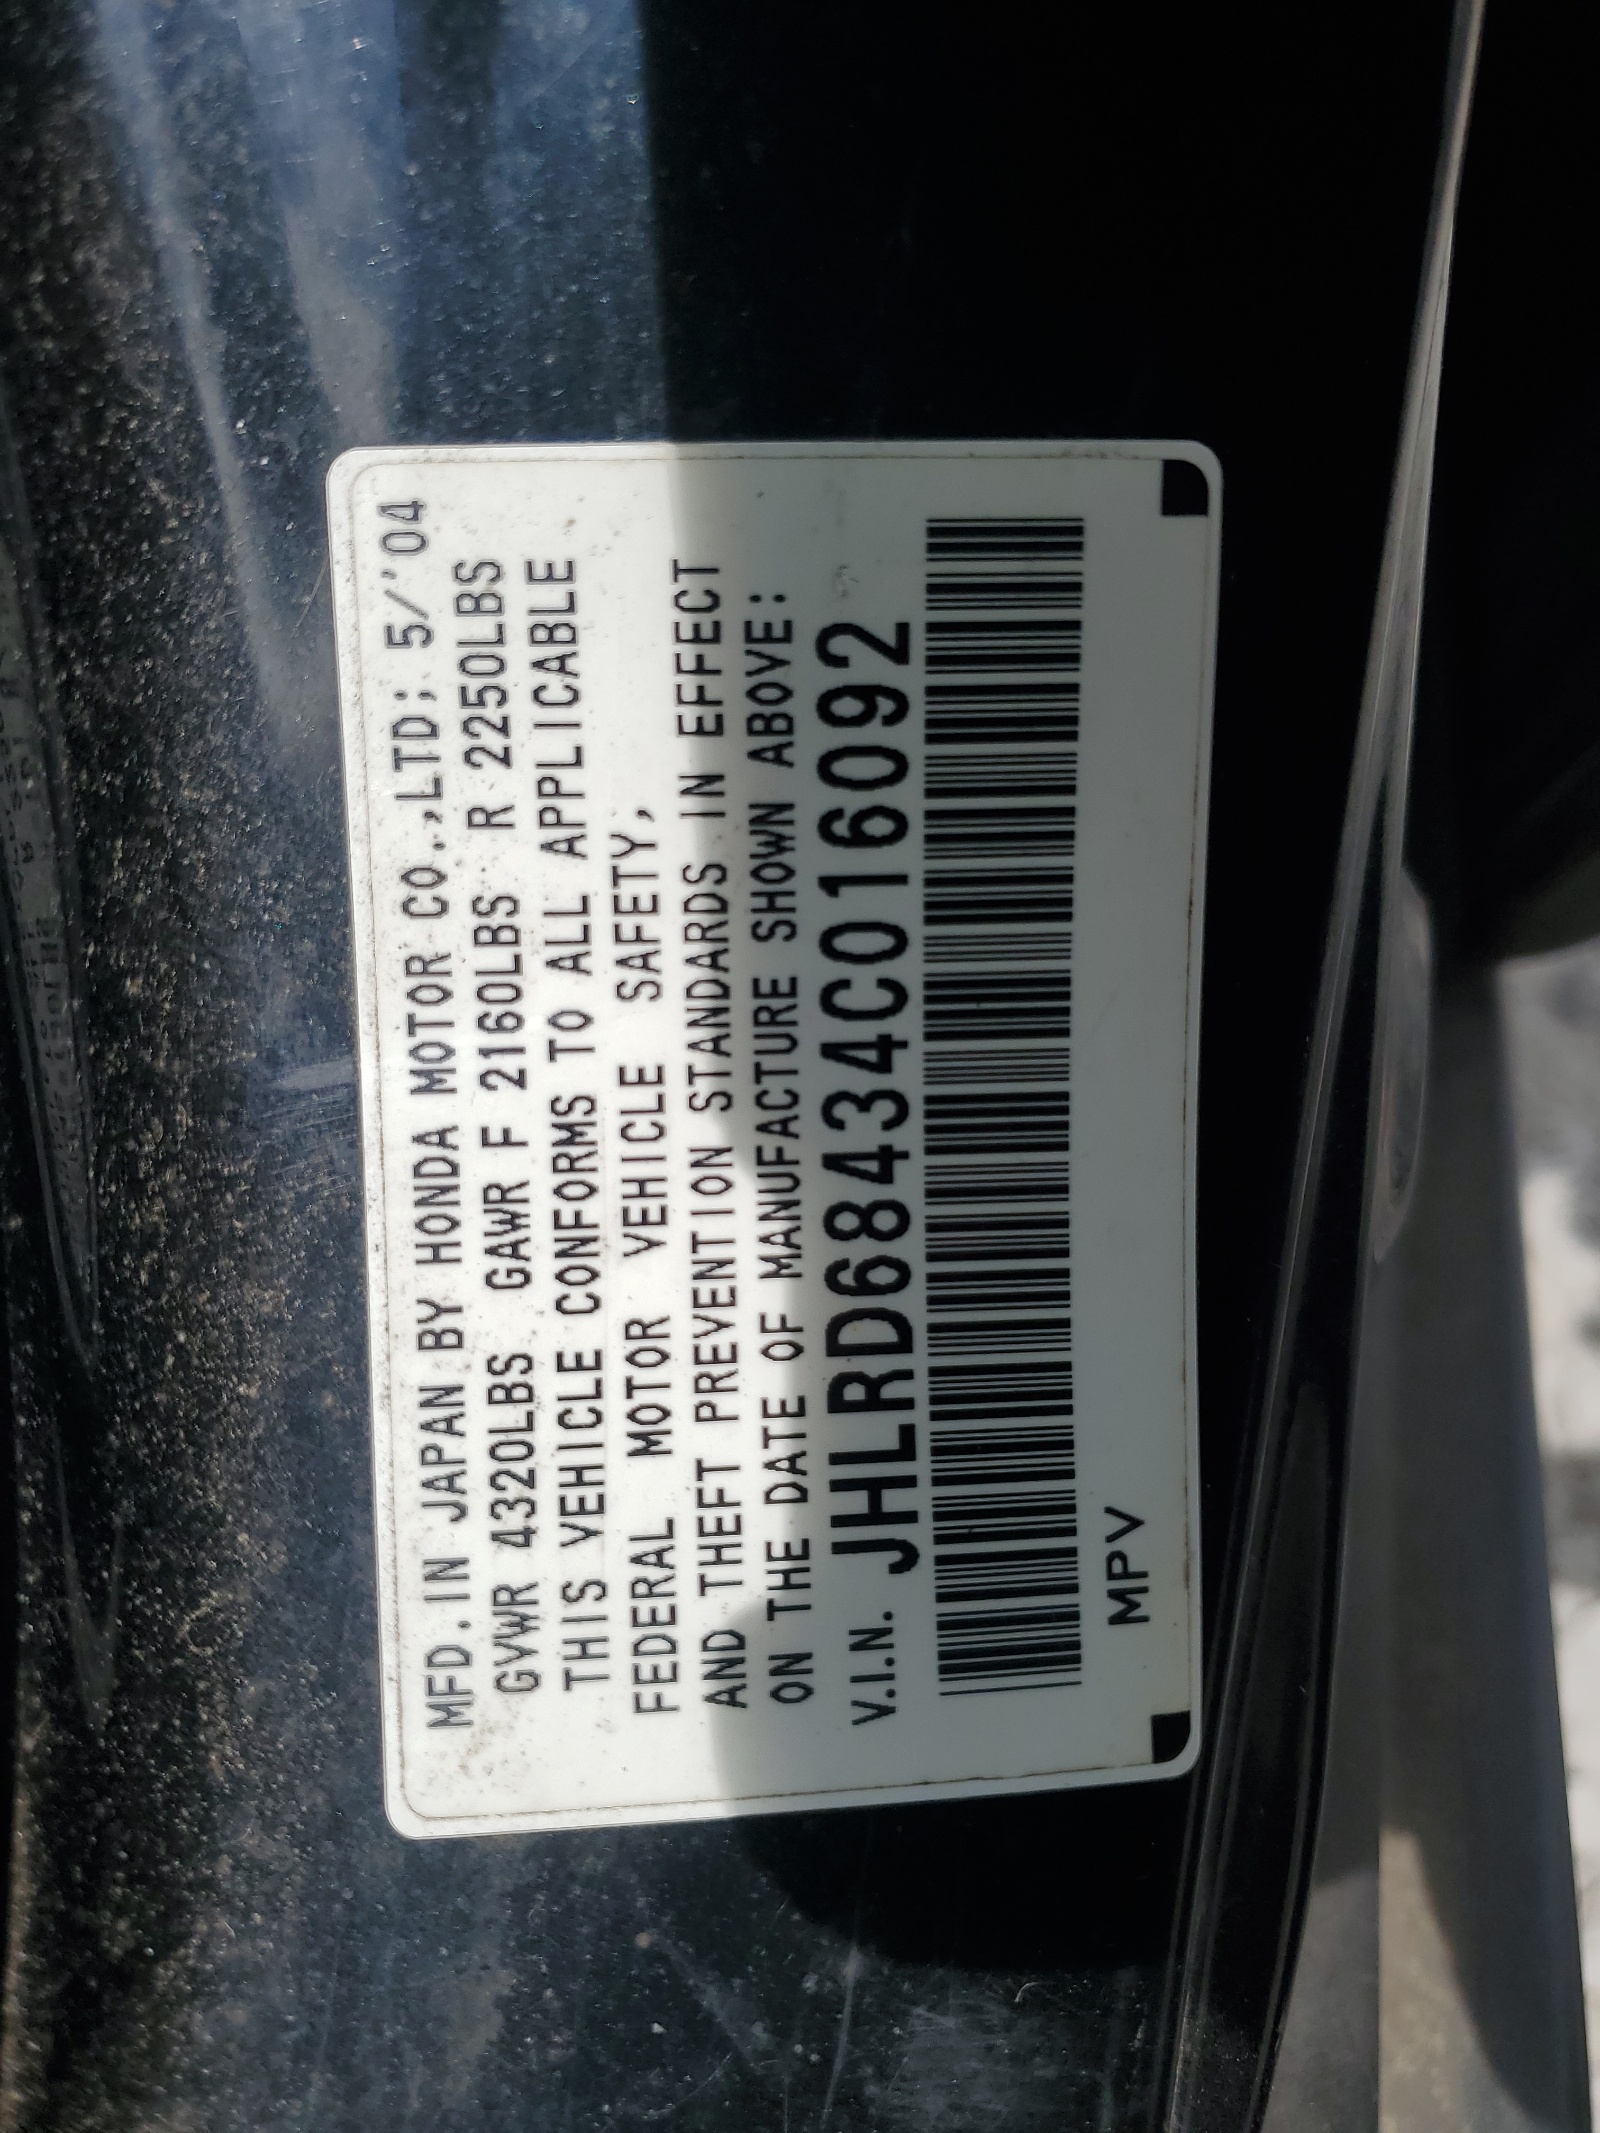 MFD. IN JAPAN BY HONDA MOTOR CO.,LTD; 5/'04
GVWR 4320LBS GAWR F 2160LBS R 2250LBS
THIS VEHICLE CONFORMS TO ALL APPLICABLE
FEDERAL MOTOR VEHICLE SAFETY,
AND THEFT PREVENTION STANDARDS IN EFFECT
ON THE DATE OF MANUFACTURE SHOWN ABOVE:
V.I.N. JHLRD68434C016092
MPV